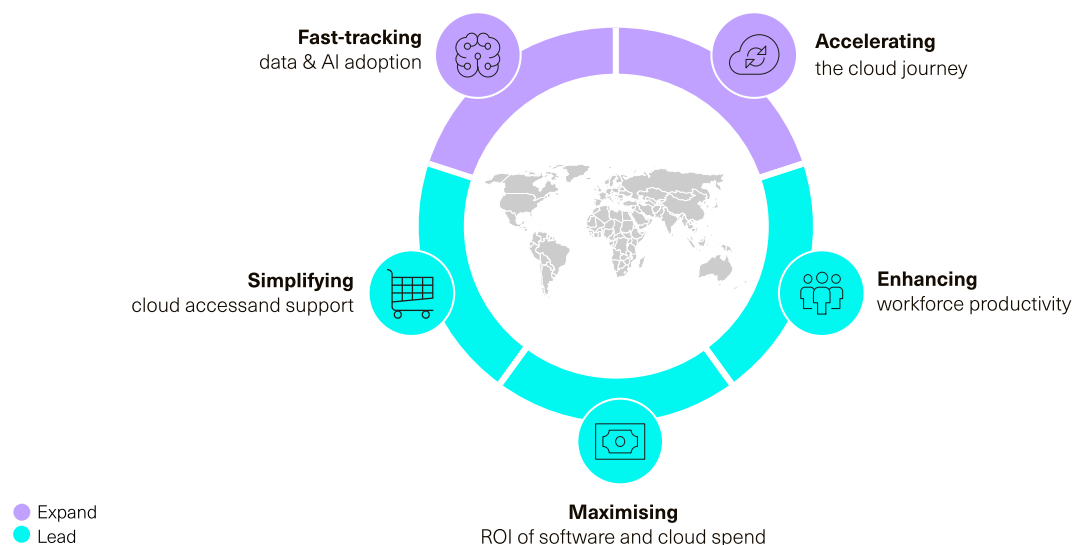 Fast-tracking
data & AI adoption
Accelerating
the cloud journey
Simplifying
cloud accessand support
Enhancing
workforce productivity
Maximising
ROI of software and cloud spend
Expand
Lead